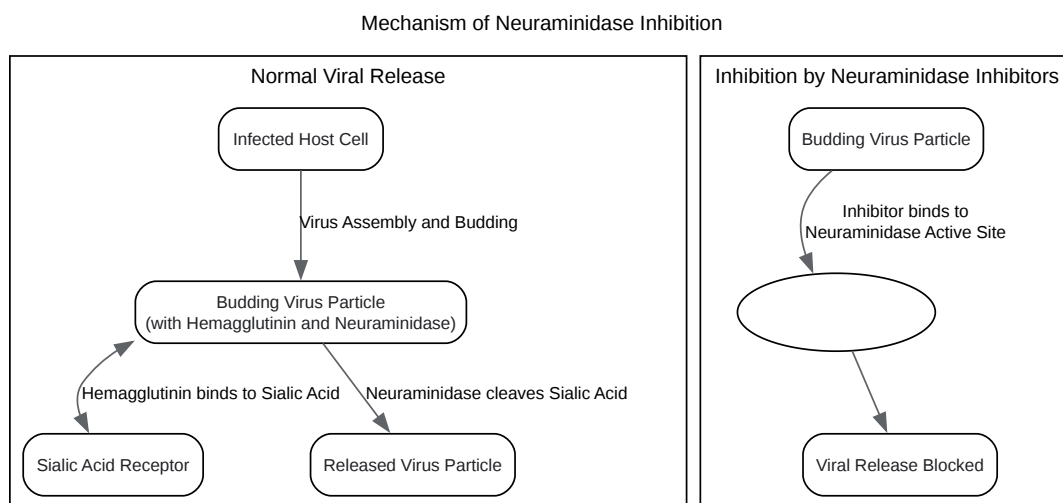 Mechanism of Neuraminidase Inhibition
Normal Viral Release
Infected Host Cell
Virus Assembly and Budding
Budding Virus Particle
(with Hemagglutinin and Neuraminidase)
Hemagglutinin binds to Sialic Acid
Neuraminidase cleaves Sialic Acid
Sialic Acid Receptor
Released Virus Particle
Inhibition by Neuraminidase Inhibitors
Budding Virus Particle
Inhibitor binds to
Neuraminidase Active Site
Viral Release Blocked